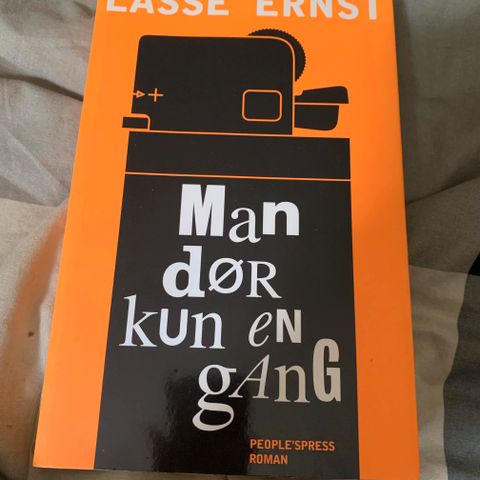 LASSE ERNST
Man
dØR
kUn eN
gAnG
PEOPLE'SPRESS
ROMAN